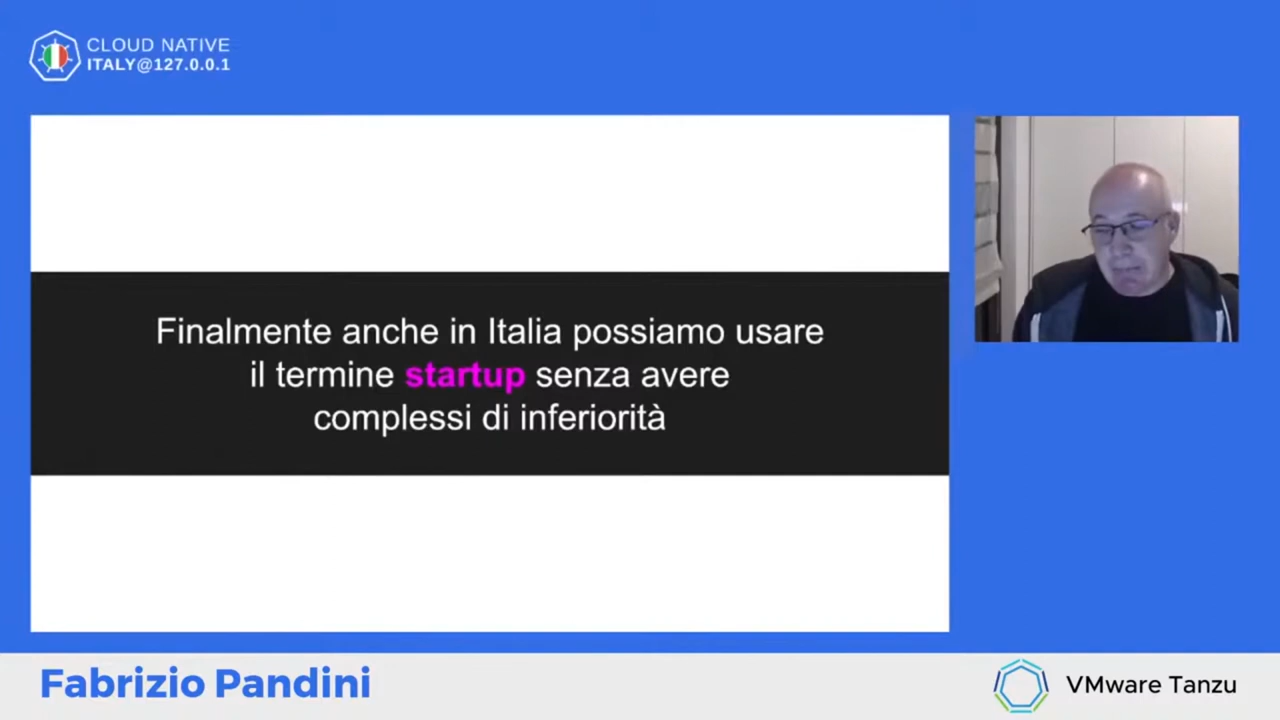 CLOUD NATIVE
ITALY@127.0.0.1
Finalmente anche in Italia possiamo usare
il termine startup senza avere
complessi di inferiorità
Fabrizio Pandini
VMware Tanzu